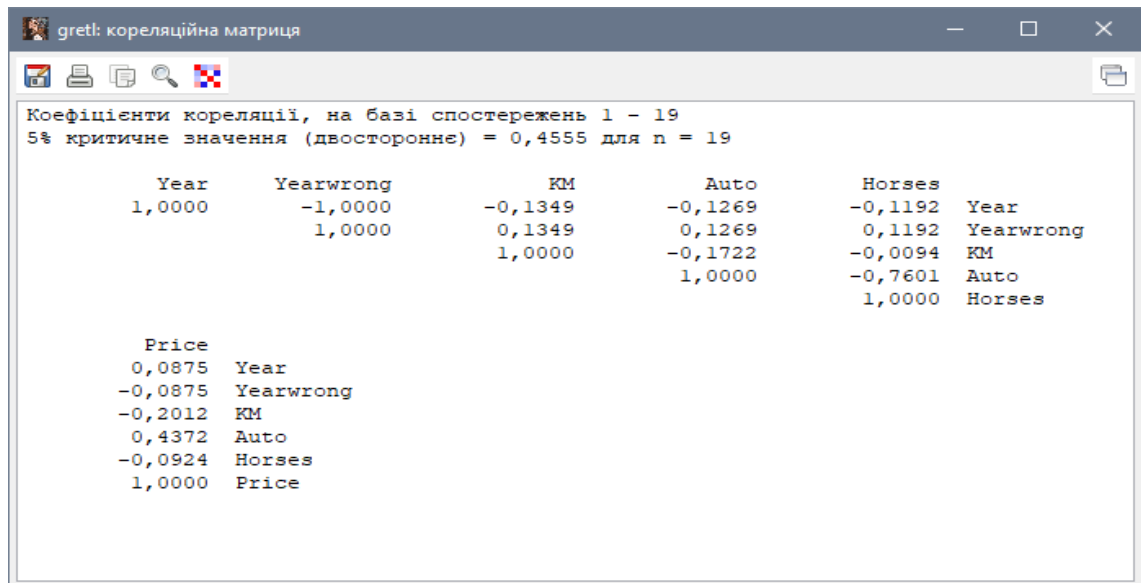 gretl: кореляційна матриця
Коефіцієнти кореляції, на базі спостережень 1 - 19
5% критичне значення (двостороннє) = 0,4555 для n = 19
Year Yearwrong KM Auto Horses
1,0000 -1,0000 -0,1349 -0,1269 -0,1192 Year
1,0000 0,1349 0,1269 0,1192 Yearwrong
1,0000 -0,1722 -0,0094 KM
1,0000 -0,7601 Auto
1,0000 Horses
Price
0,0875 Year
-0,0875 Yearwrong
-0,2012 KM
0,4372 Auto
-0,0924 Horses
1,0000 Price